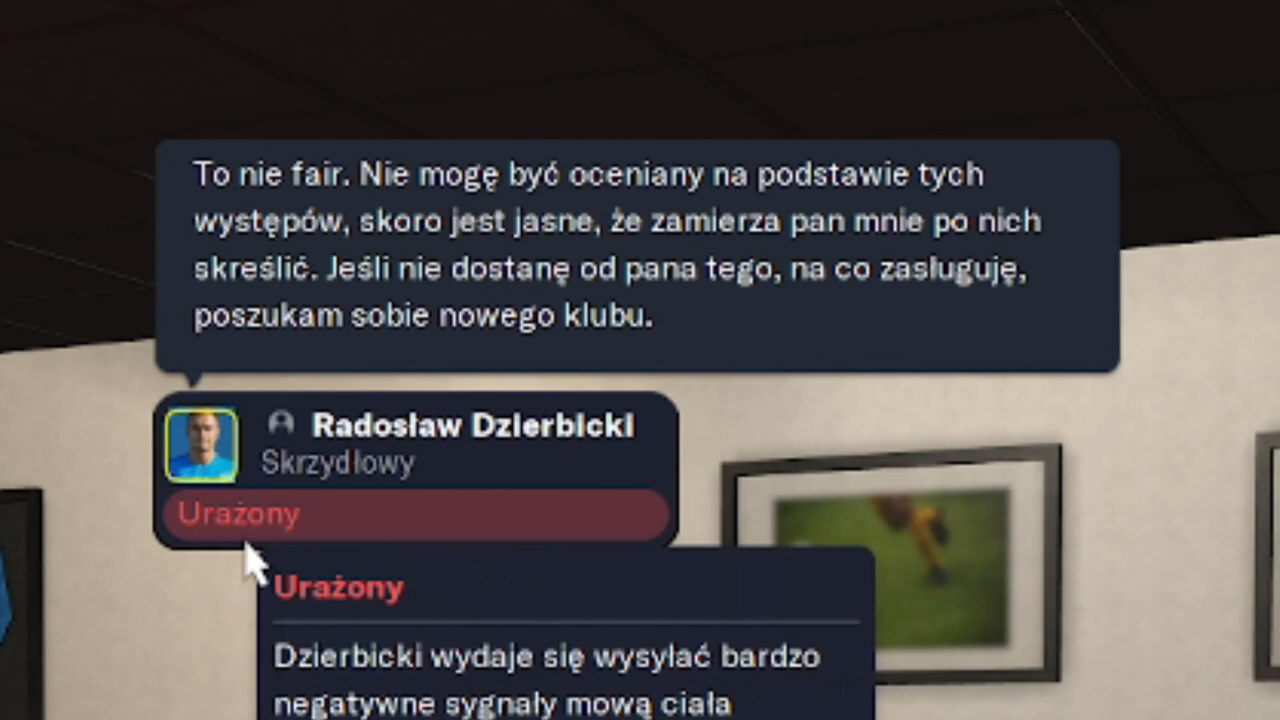 To nie fair. Nie mogę być oceniany na podstawie tych
występów, skoro jest jasne, że zamierza pan mnie po nich
skreślić. Jeśli nie dostanę od pana tego, na co zasługuję,
poszukam sobie nowego klubu.
Radosław Dzierbicki
Skrzydłowy
Urażony
Urażony
Dzierbicki wydaje się wysyłać bardzo
negatywne sygnały mową ciała